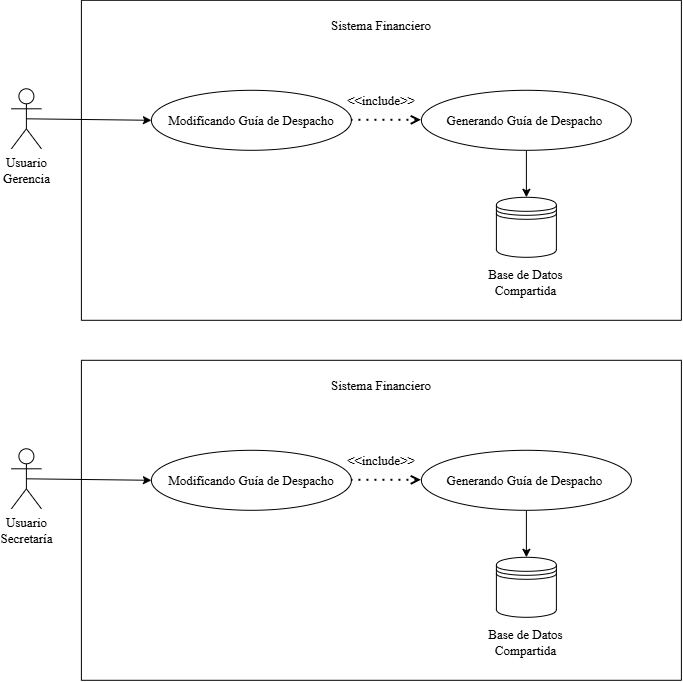 Sistema Financiero
<<include>>
Modificando Guía de Despacho
Generando Guía de Despacho
Usuario
Gerencia
Base de Datos
Compartida
Sistema Financiero
<<include>>
Modificando Guía de Despacho
Generando Guía de Despacho
Usuario
Secretaría
Base de Datos
Compartida